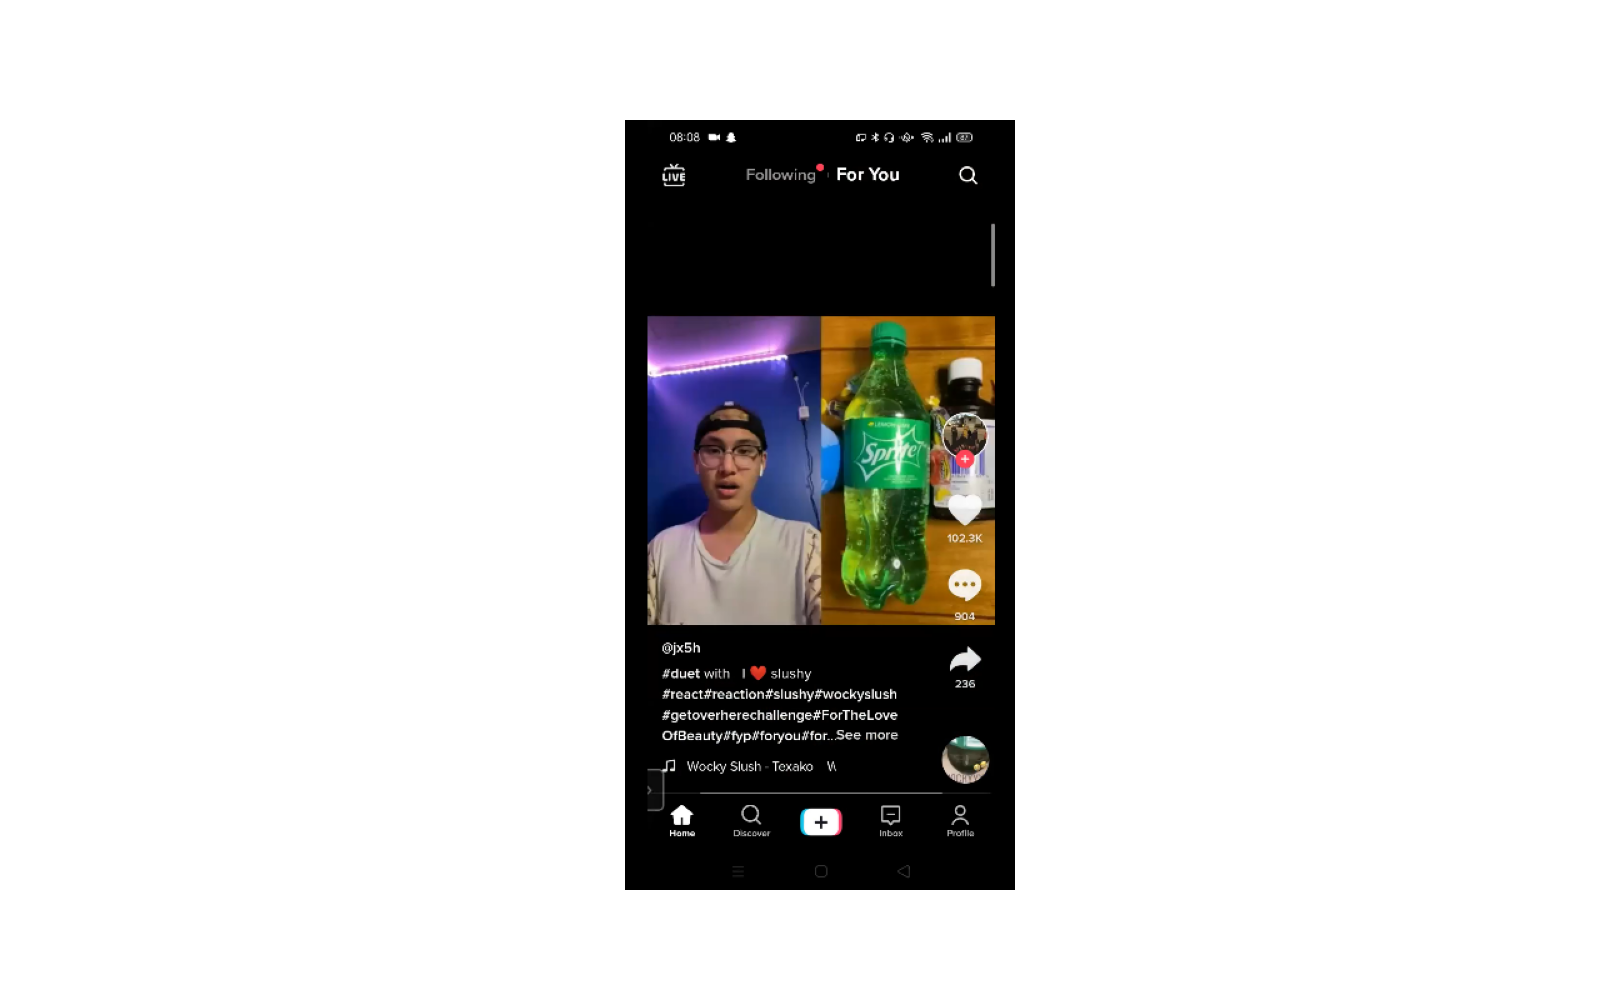 08:08
LIVE
Following
For You
LEMON
Sprite
102.3K
904
@jx5h
#duet with I ❤️ slushy
#react#reaction#slushy#wockyslush
#getoverherechallenge#ForTheLove
OfBeauty#fyp#foryou#for...See more
236
Wocky Slush - Texako
Home
Discover
Inbox
Profile